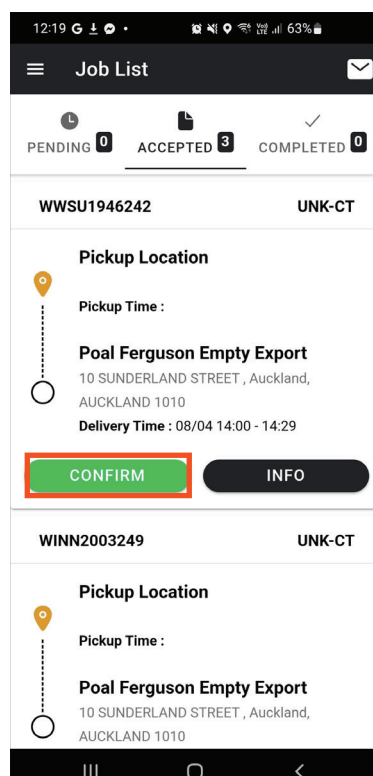 12:19 G 63%
Job List
PENDING 0 ACCEPTED 3 COMPLETED 0
WWSU1946242 UNK-CT
Pickup Location
Pickup Time :
Poal Ferguson Empty Export
10 SUNDERLAND STREET , Auckland,
AUCKLAND 1010
Delivery Time : 08/04 14:00 - 14:29
CONFIRM INFO
WINN2003249 UNK-CT
Pickup Location
Pickup Time :
Poal Ferguson Empty Export
10 SUNDERLAND STREET , Auckland,
AUCKLAND 1010